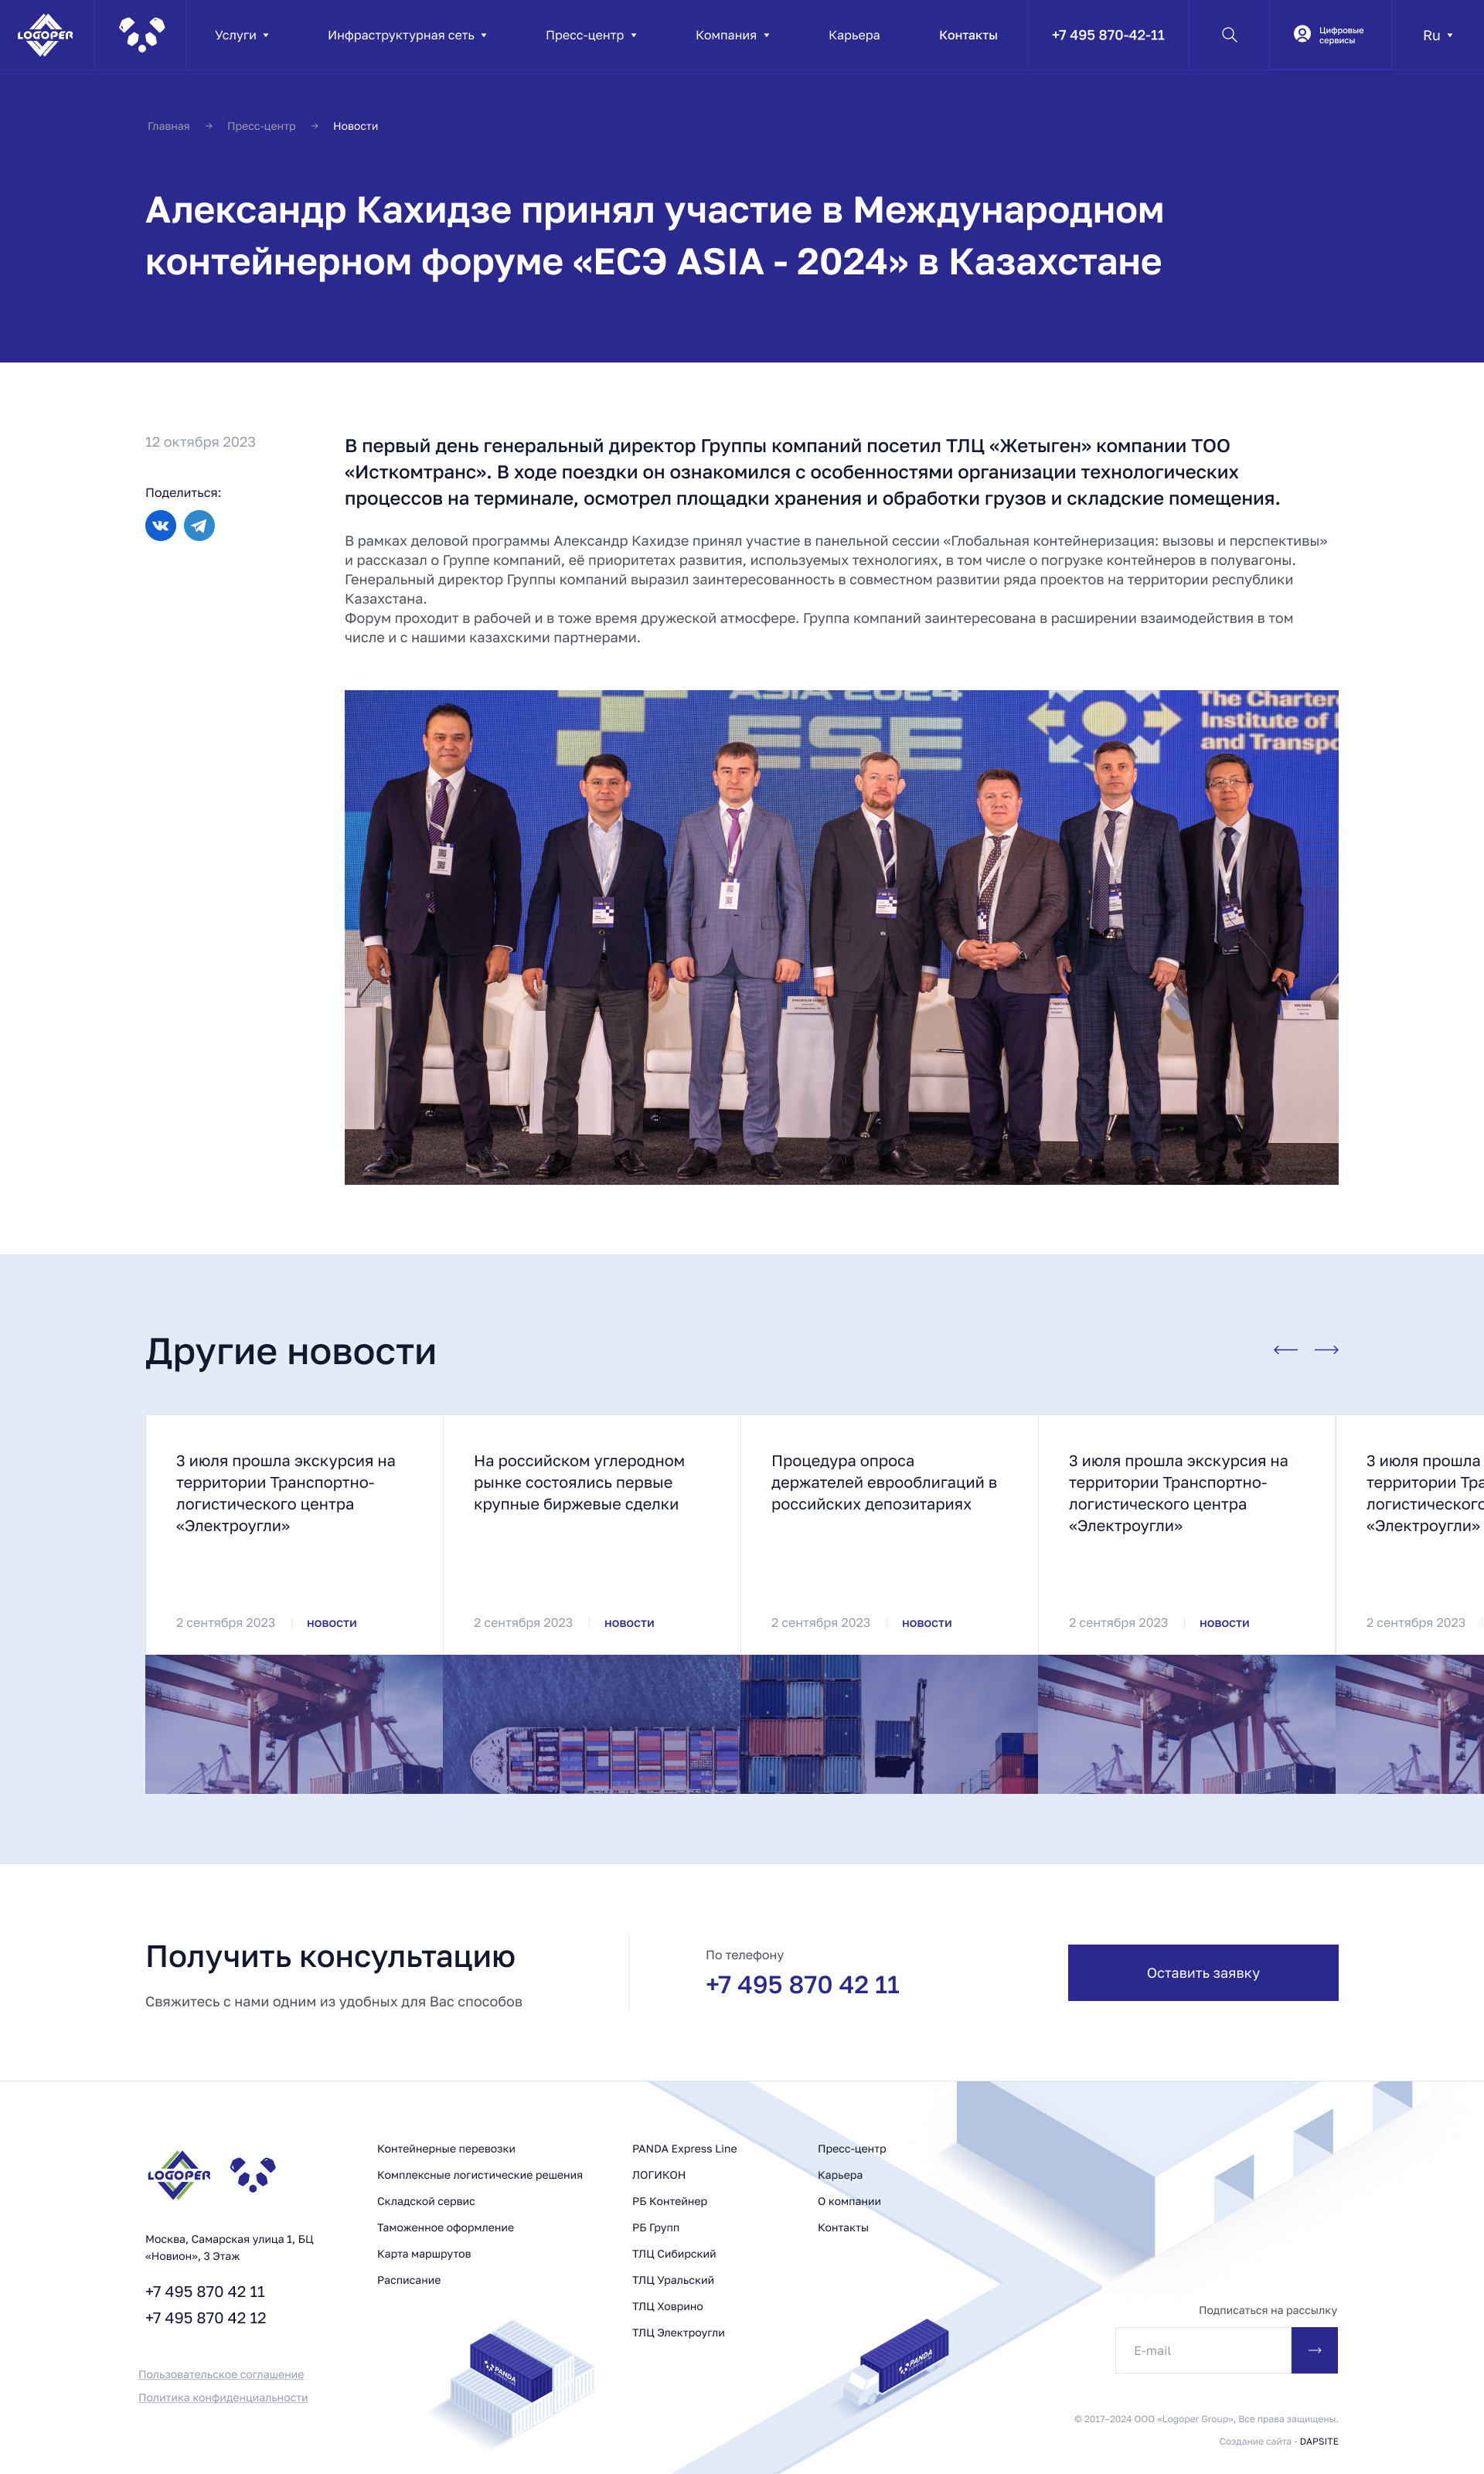 LOGOPER
Услуги
Инфраструктурная сеть
Пресс-центр
Компания
Карьера
Контакты
+7 495 870-42-11
Цифровые
сервисы
Ru
Главная → Пресс-центр → Новости
Александр Кахидзе принял участие в Международном
контейнерном форуме «ЕСЭ ASIA - 2024» в Казахстане
12 октября 2023
Поделиться:
В первый день генеральный директор Группы компаний посетил ТЛЦ «Жетыген» компании ТОО
«Исткомтранс». В ходе поездки он ознакомился с особенностями организации технологических
процессов на терминале, осмотрел площадки хранения и обработки грузов и складские помещения.
В рамках деловой программы Александр Кахидзе принял участие в панельной сессии «Глобальная контейнеризация: вызовы и перспективы»
и рассказал о Группе компаний, её приоритетах развития, используемых технологиях, в том числе о погрузке контейнеров в полувагоны.
Генеральный директор Группы компаний выразил заинтересованность в совместном развитии ряда проектов на территории республики
Казахстана.
Форум проходит в рабочей и в тоже время дружеской атмосфере. Группа компаний заинтересована в расширении взаимодействия в том
числе и с нашими казахскими партнерами.
ASIA 2024
ESE
The Chartere
Institute of
and Transpo
Другие новости
3 июля прошла экскурсия на
территории Транспортно-
логистического центра
«Электроугли»
2 сентября 2023
новости
На российском углеродном
рынке состоялись первые
крупные биржевые сделки
2 сентября 2023
новости
Процедура опроса
держателей еврооблигаций в
российских депозитариях
2 сентября 2023
новости
3 июля прошла экскурсия на
территории Транспортно-
логистического центра
«Электроугли»
2 сентября 2023
новости
3 июля прошла
территории Тра
логистического
«Электроугли»
2 сентября 2023
Получить консультацию
Свяжитесь с нами одним из удобных для Вас способов
По телефону
+7 495 870 42 11
Оставить заявку
LOGOPER
Москва, Самарская улица 1, БЦ
«Новион», 3 Этаж
+7 495 870 42 11
+7 495 870 42 12
Пользовательское соглашение
Политика конфиденциальности
Контейнерные перевозки
Комплексные логистические решения
Складской сервис
Таможенное оформление
Карта маршрутов
Расписание
PANDA Express Line
ЛОГИКОН
РБ Контейнер
РБ Групп
ТЛЦ Сибирский
ТЛЦ Уральский
ТЛЦ Ховрино
ТЛЦ Электроугли
Пресс-центр
Карьера
О компании
Контакты
PANDA
PANDA
Подписаться на рассылку
E-mail
© 2017–2024 ООО «Logoper Group», Все права защищены.
Создание сайта - DAPSITE